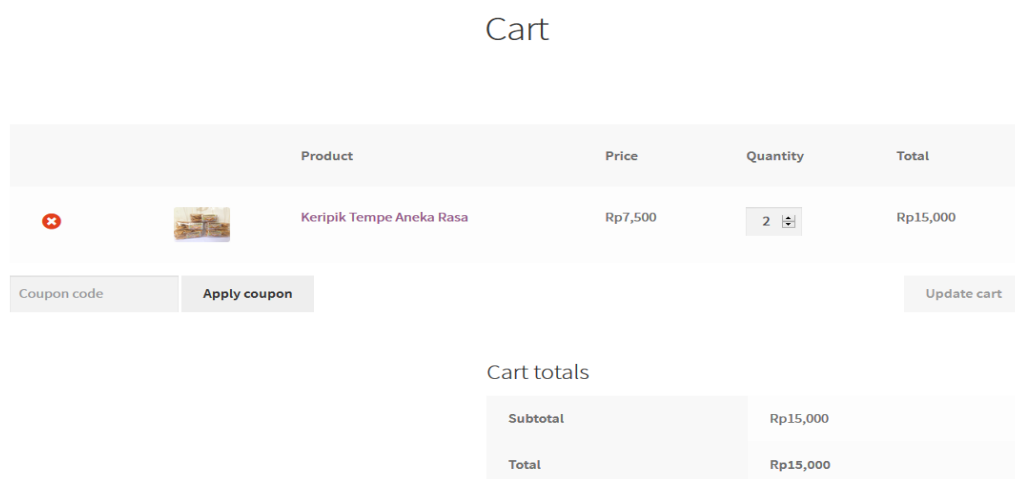 Cart
Product Price Quantity Total
Keripik Tempe Aneka Rasa Rp7,500 2 Rp15,000
Coupon code Apply coupon Update cart
Cart totals
Subtotal Rp15,000
Total Rp15,000